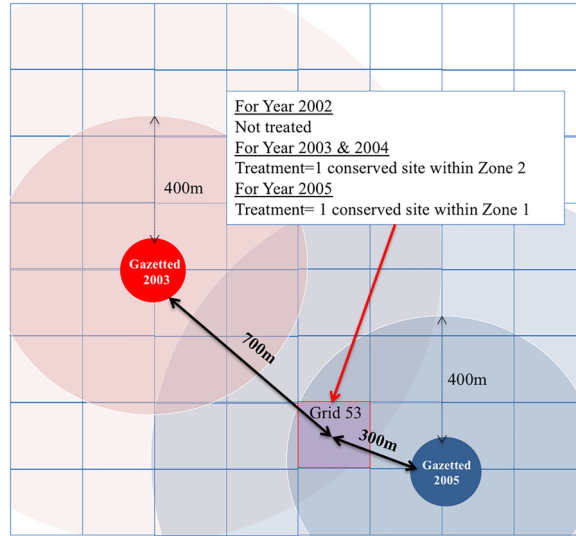 For Year 2002
Not treated
For Year 2003 & 2004
Treatment=1 conserved site within Zone 2
For Year 2005
Treatment= 1 conserved site within Zone 1
400m
Gazetted
2003
700m
400m
Grid 53
300m
Gazetted
2005